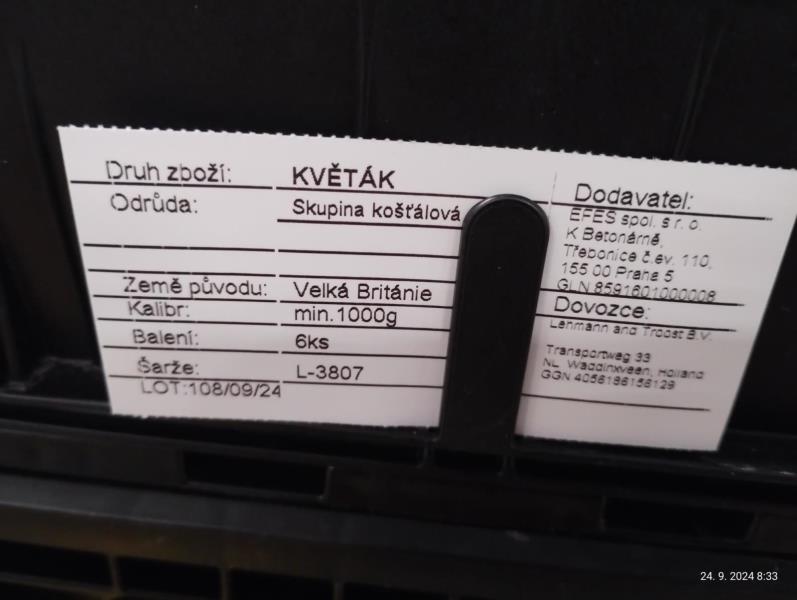 Druh zboží: KVĚTÁK
Odrůda: Skupina košťálová
Země původu: Velká Británie
Kalibr: min.1000g
Balení: 6ks
Šarže: L-3807
LOT:108/09/24
Dodavatel:
EFES spol. s r. o.
K Betonárně,
Třebonice č.ev. 110,
155 00 Praha 5
GLN 8591601000008
Dovozce:
Lehmann and Troost B.V.
Transportweg 33
NL Waddinxveen, Holland
GGN 4056186156129
24. 9. 2024 8:33